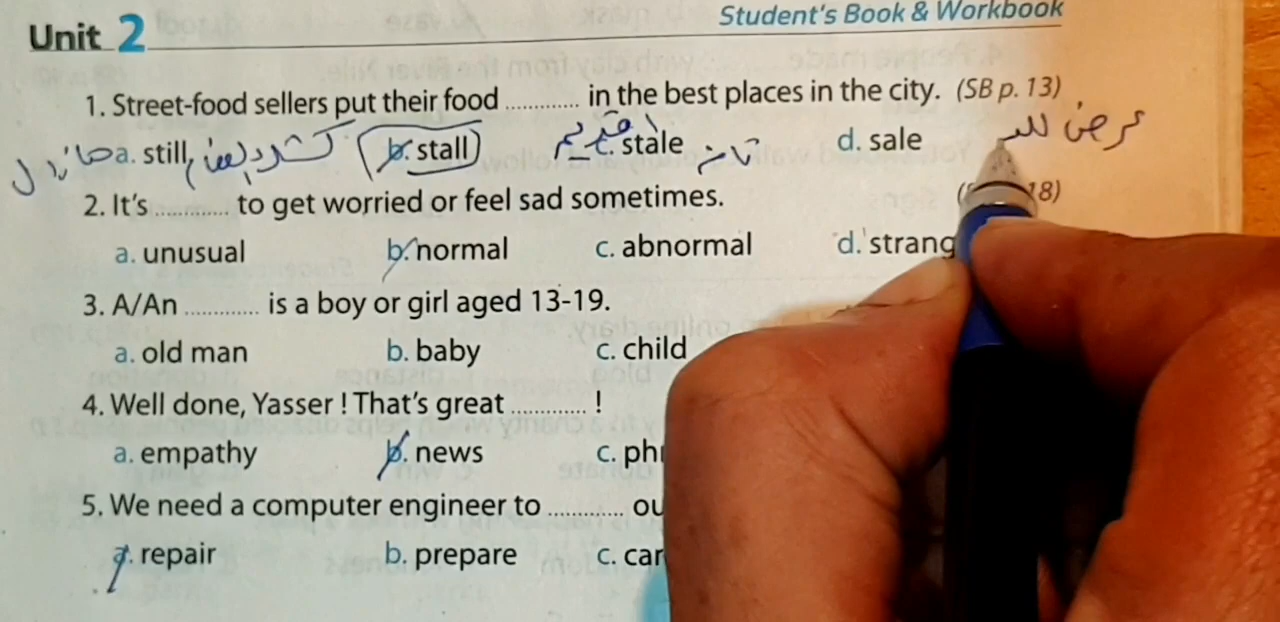 Unit 2
Student's Book & Workbook
1. Street-food sellers put their food ............ in the best places in the city. (SB p. 13)
a. still b. stall c. stale d. sale
2. It's ............ to get worried or feel sad sometimes. 18)
a. unusual b. normal c. abnormal d. strang
3. A/An ............ is a boy or girl aged 13-19.
a. old man b. baby c. child
4. Well done, Yasser ! That's great ............ !
a. empathy b. news c.
5. We need a computer engineer to ............
a. repair b. prepare c.